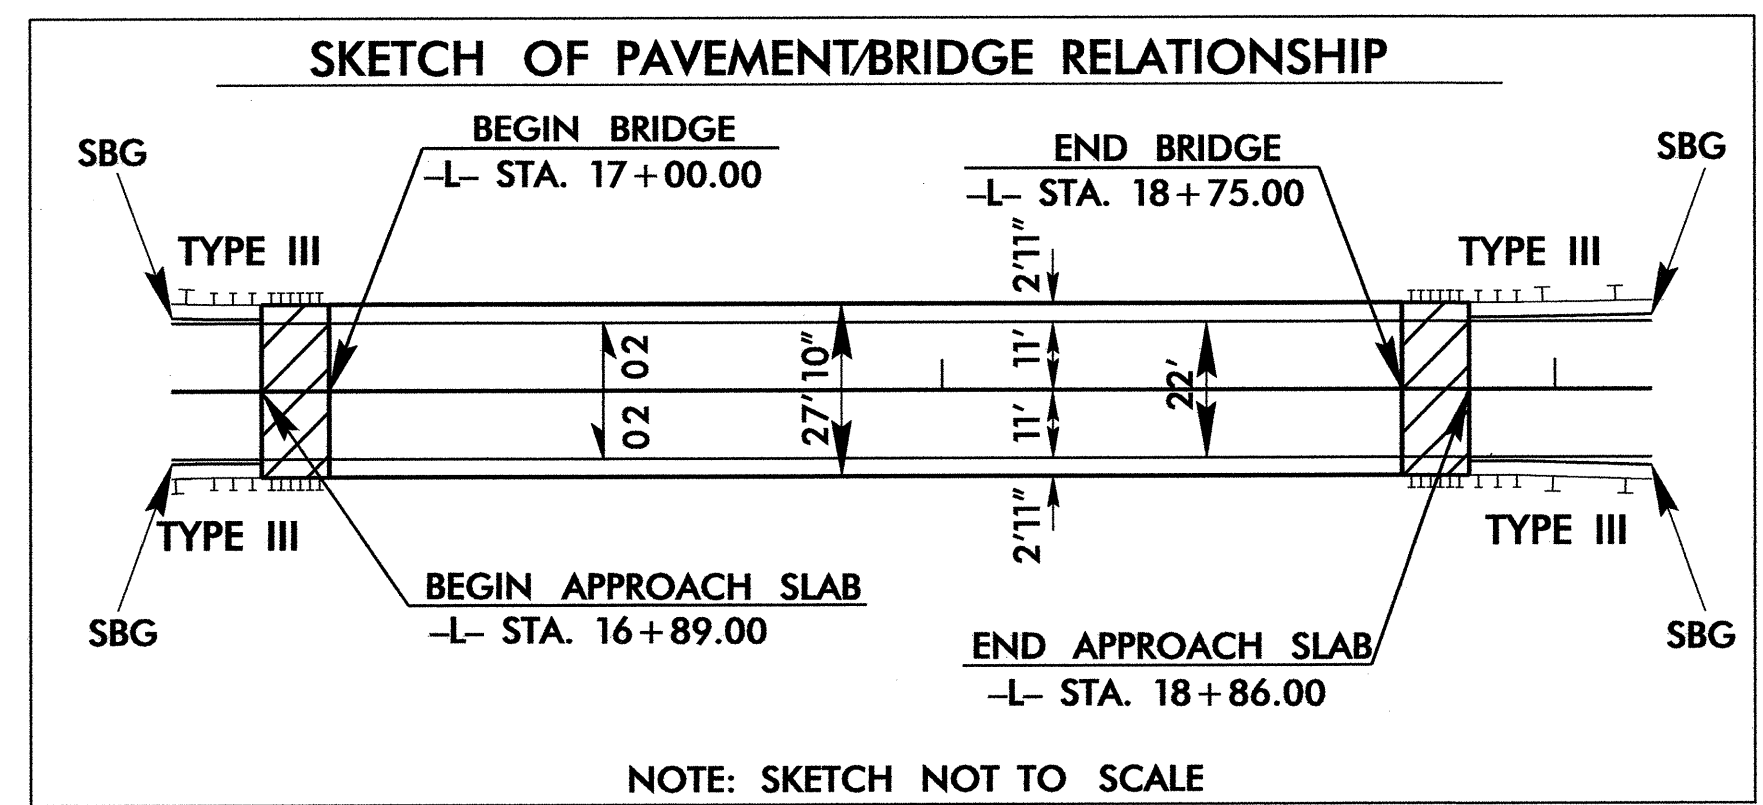 SKETCH OF PAVEMENT/BRIDGE RELATIONSHIP
BEGIN BRIDGE
-L- STA. 17+00.00
SBG
TYPE III
END BRIDGE
-L- STA. 18+75.00
SBG
TYPE III
02
02
27'10"
2'11"
11'
11'
2'11"
22'
TYPE III
SBG
BEGIN APPROACH SLAB
-L- STA. 16+89.00
TYPE III
SBG
END APPROACH SLAB
-L- STA. 18+86.00
NOTE: SKETCH NOT TO SCALE